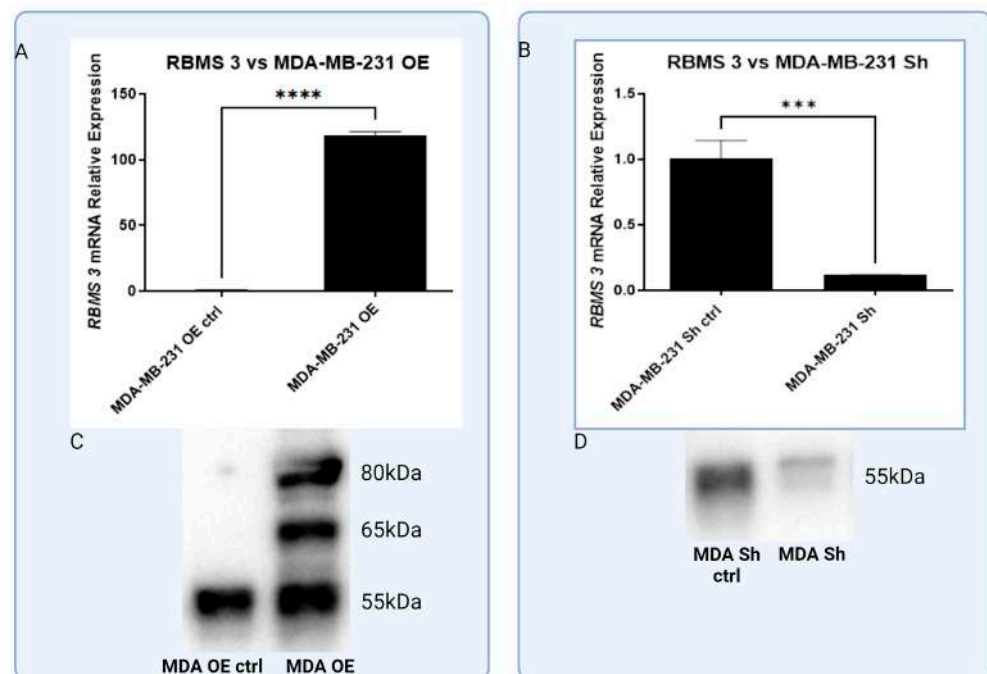 A
RBMS 3 vs MDA-MB-231 OE
****
RBMS 3 mRNA Relative Expression
150
100
50
0
MDA-MB-231 OE ctrl
MDA-MB-231 OE
B
RBMS 3 vs MDA-MB-231 Sh
***
RBMS 3 mRNA Relative Expression
1.5
1.0
0.5
0.0
MDA-MB-231 Sh ctrl
MDA-MB-231 Sh
C
80kDa
65kDa
55kDa
MDA OE ctrl MDA OE
D
55kDa
MDA Sh ctrl
MDA Sh